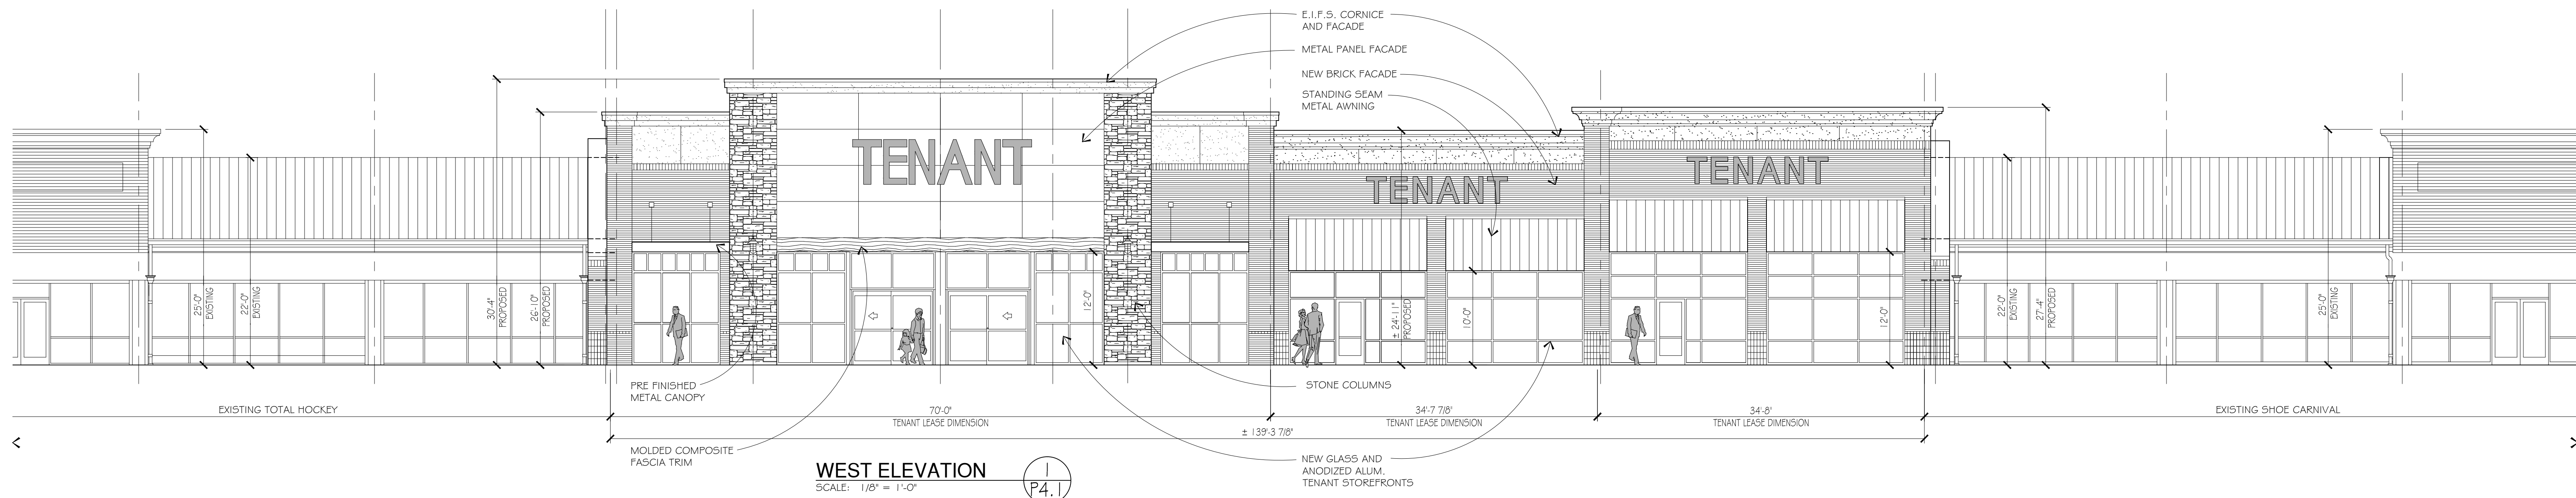 E.I.F.S. CORNICE
AND FACADE
METAL PANEL FACADE
NEW BRICK FACADE
STANDING SEAM
METAL AWNING
TENANT
TENANT
TENANT
25'-0"
EXISTING
22'-0"
EXISTING
30'-4"
PROPOSED
26'-10"
PROPOSED
12'-0"
± 24'-11"
PROPOSED
10'-0"
12'-0"
22'-0"
EXISTING
27'-4"
PROPOSED
25'-0"
EXISTING
PRE FINISHED
METAL CANOPY
STONE COLUMNS
EXISTING TOTAL HOCKEY
70'-0"
TENANT LEASE DIMENSION
34'-7 7/8"
TENANT LEASE DIMENSION
34'-8"
TENANT LEASE DIMENSION
EXISTING SHOE CARNIVAL
± 139'-3 7/8"
MOLDED COMPOSITE
FASCIA TRIM
NEW GLASS AND
ANODIZED ALUM.
TENANT STOREFRONTS
WEST ELEVATION
SCALE: 1/8" = 1'-0"
1
P4.1